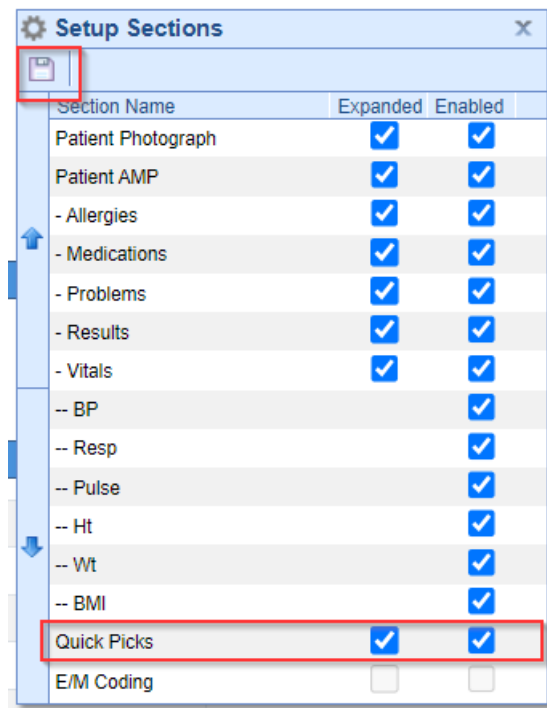 Setup Sections
Section Name Expanded Enabled
Patient Photograph
Patient AMP
- Allergies
- Medications
- Problems
- Results
- Vitals
-- BP
-- Resp
-- Pulse
-- Ht
-- Wt
-- BMI
Quick Picks
E/M Coding